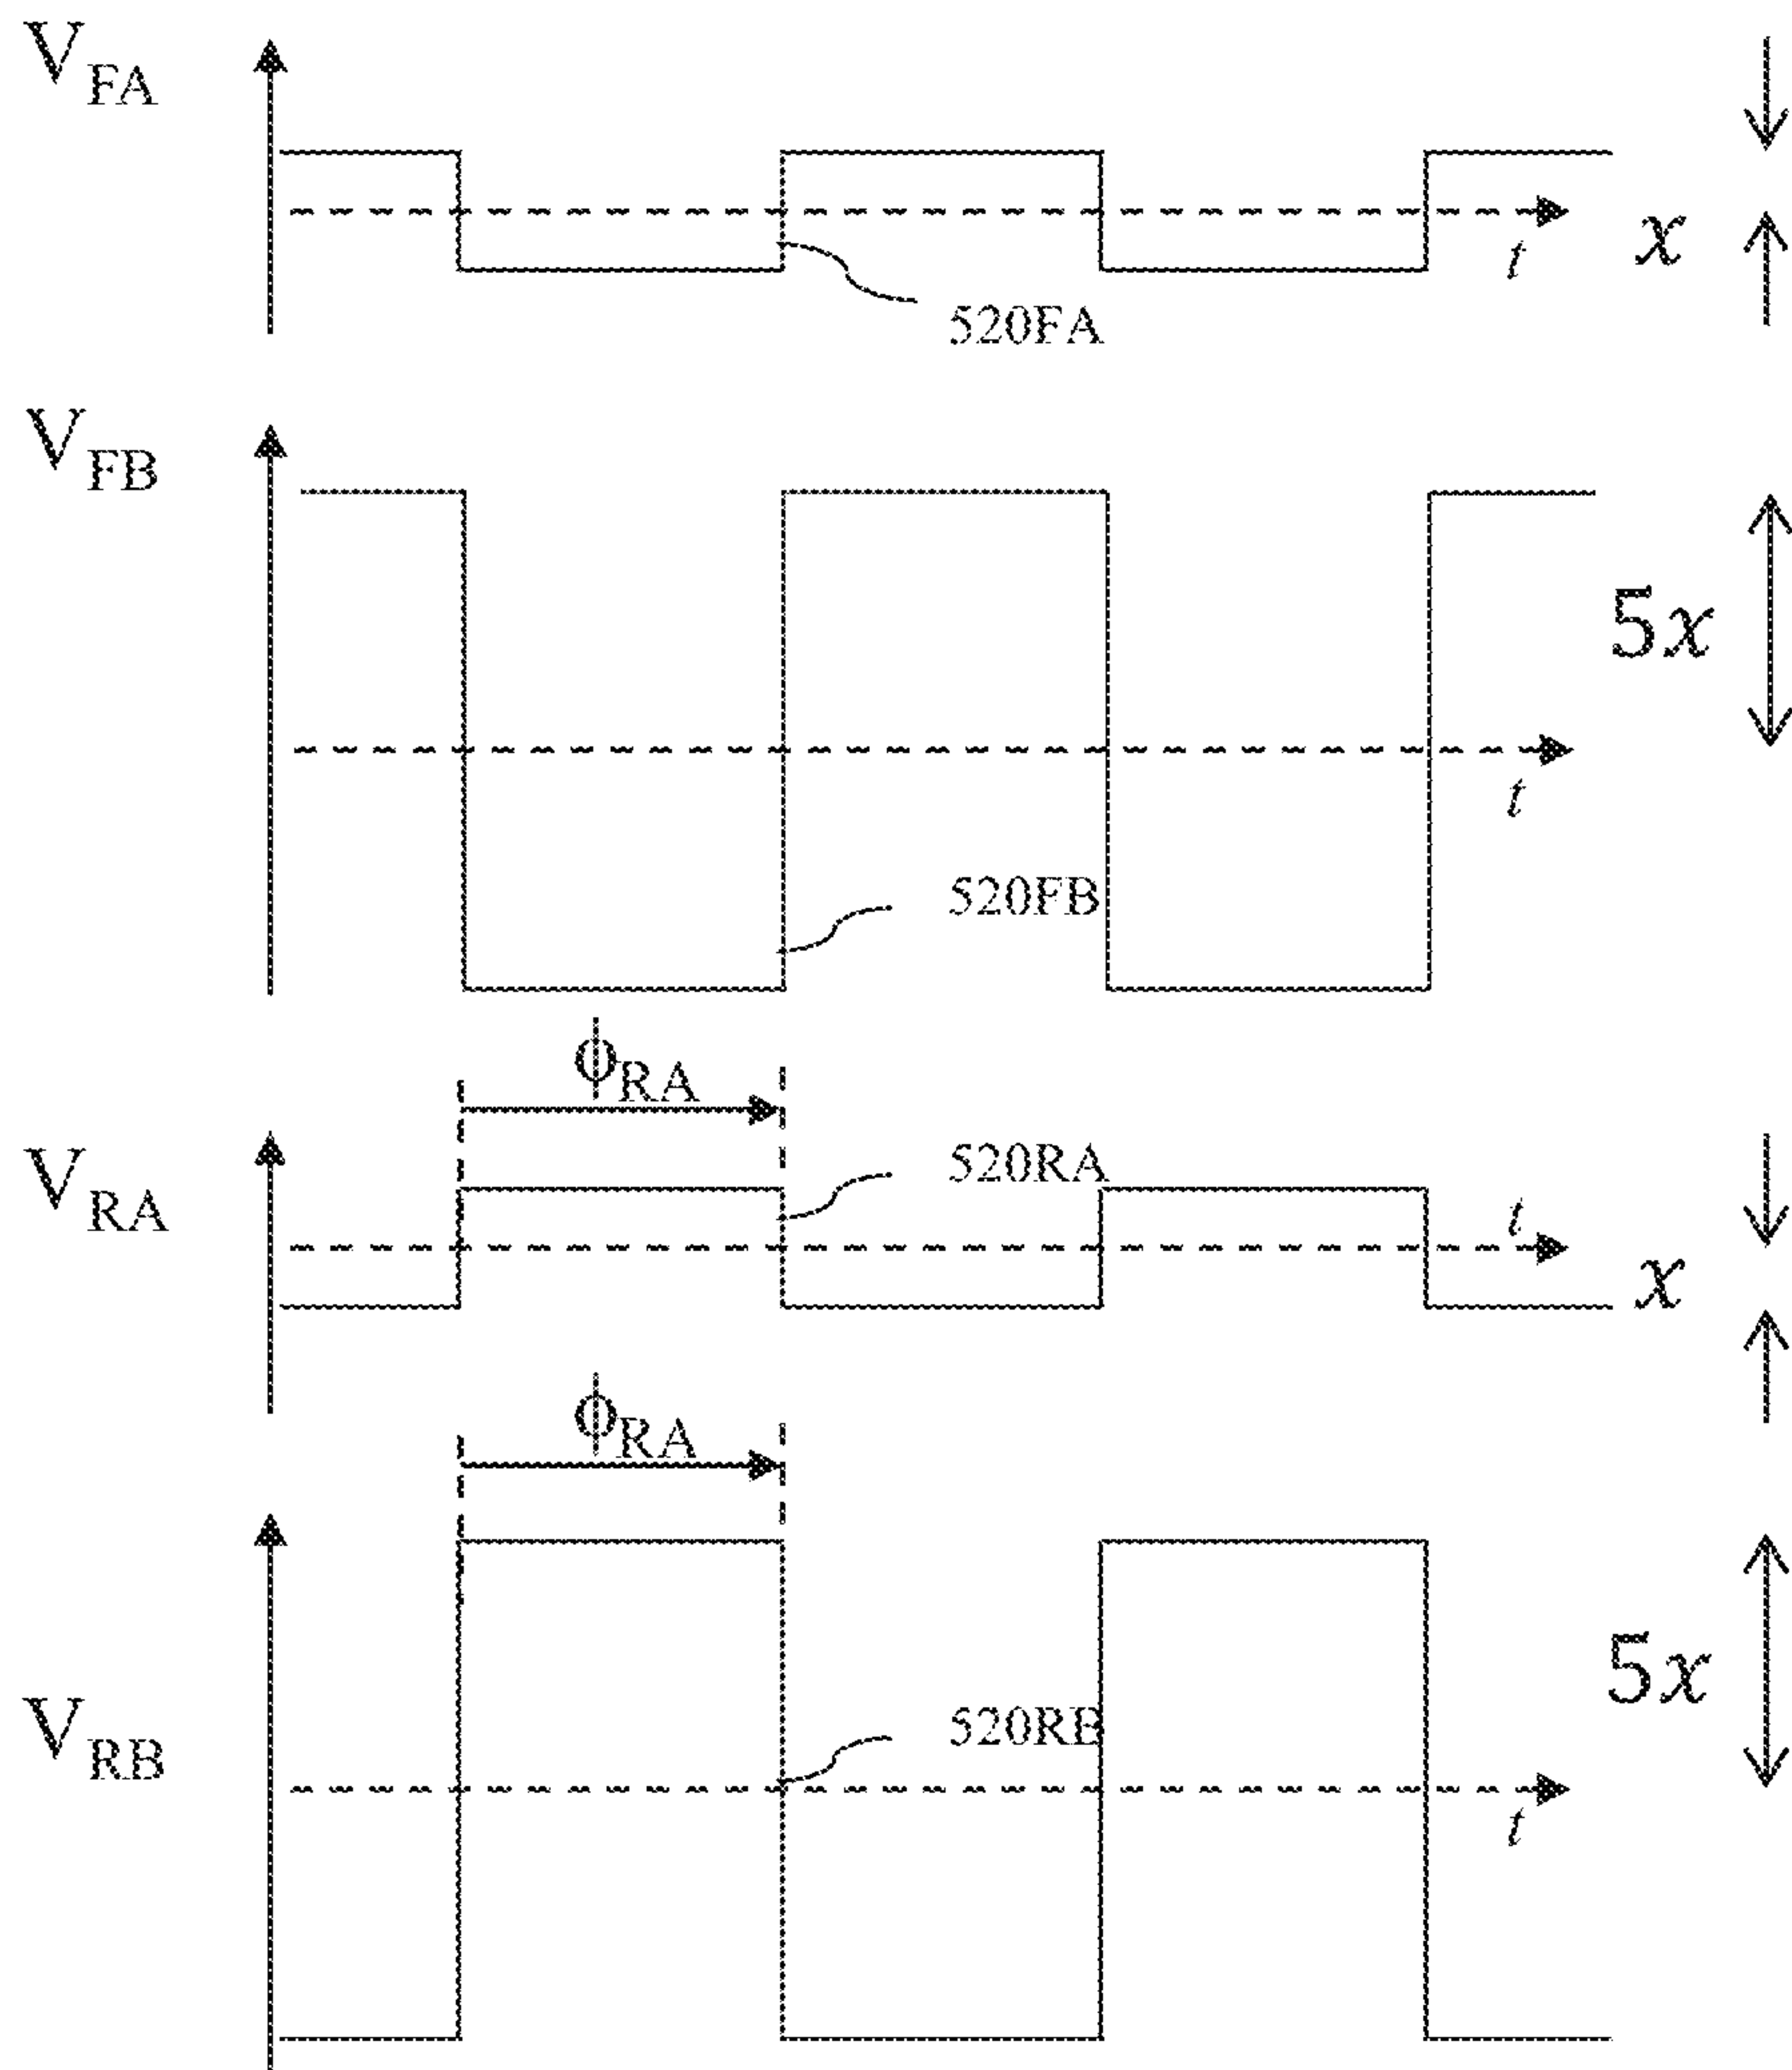 V_FA
x
t
520FA
V_FB
5x
t
520FB
ϕ_RA
V_RA
520RA
t
x
ϕ_RA
5x
V_RB
520RB
t